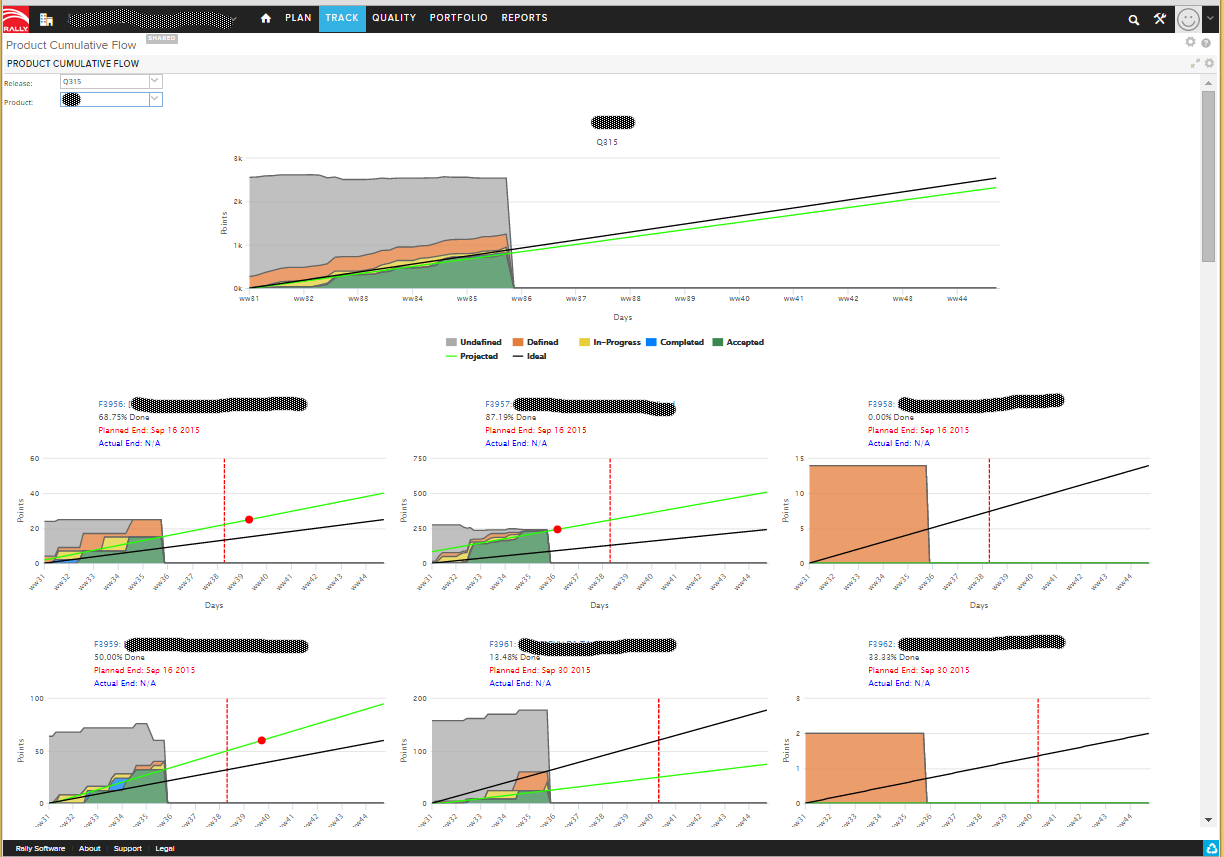 RALLY
PLAN TRACK QUALITY PORTFOLIO REPORTS
Product Cumulative Flow SHARED
PRODUCT CUMULATIVE FLOW
Release: Q315
Product:
Q315
3k
2k
1k
0k
Points
ww31 ww32 ww33 ww34 ww35 ww36 ww37 ww38 ww39 ww40 ww41 ww42 ww43 ww44
Days
Undefined Defined In-Progress Completed Accepted
Projected Ideal
F3956:
68.75% Done
Planned End: Sep 16 2015
Actual End: N/A
60
40
20
0
Points
ww31 ww32 ww33 ww34 ww35 ww36 ww37 ww38 ww39 ww40 ww41 ww42 ww43 ww44
Days
F3957:
87.19% Done
Planned End: Sep 16 2015
Actual End: N/A
750
500
250
0
Points
ww31 ww32 ww33 ww34 ww35 ww36 ww37 ww38 ww39 ww40 ww41 ww42 ww43 ww44
Days
F3958:
0.00% Done
Planned End: Sep 16 2015
Actual End: N/A
15
10
5
0
Points
ww31 ww32 ww33 ww34 ww35 ww36 ww37 ww38 ww39 ww40 ww41 ww42 ww43 ww44
Days
F3959:
50.00% Done
Planned End: Sep 16 2015
Actual End: N/A
100
50
0
Points
ww31 ww32 ww33 ww34 ww35 ww36 ww37 ww38 ww39 ww40 ww41 ww42 ww43 ww44
F3961:
13.48% Done
Planned End: Sep 30 2015
Actual End: N/A
200
100
0
Points
ww31 ww32 ww33 ww34 ww35 ww36 ww37 ww38 ww39 ww40 ww41 ww42 ww43 ww44
F3962:
33.33% Done
Planned End: Sep 30 2015
Actual End: N/A
3
2
1
0
Points
ww31 ww32 ww33 ww34 ww35 ww36 ww37 ww38 ww39 ww40 ww41 ww42 ww43 ww44
Rally Software About Support Legal